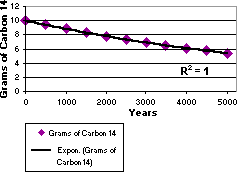 Grams of Carbon 14
12
10
8
6
4
2
0
R² = 1
0 1000 2000 3000 4000 5000
Years
Grams of Carbon 14
Expon. (Grams of
Carbon 14)